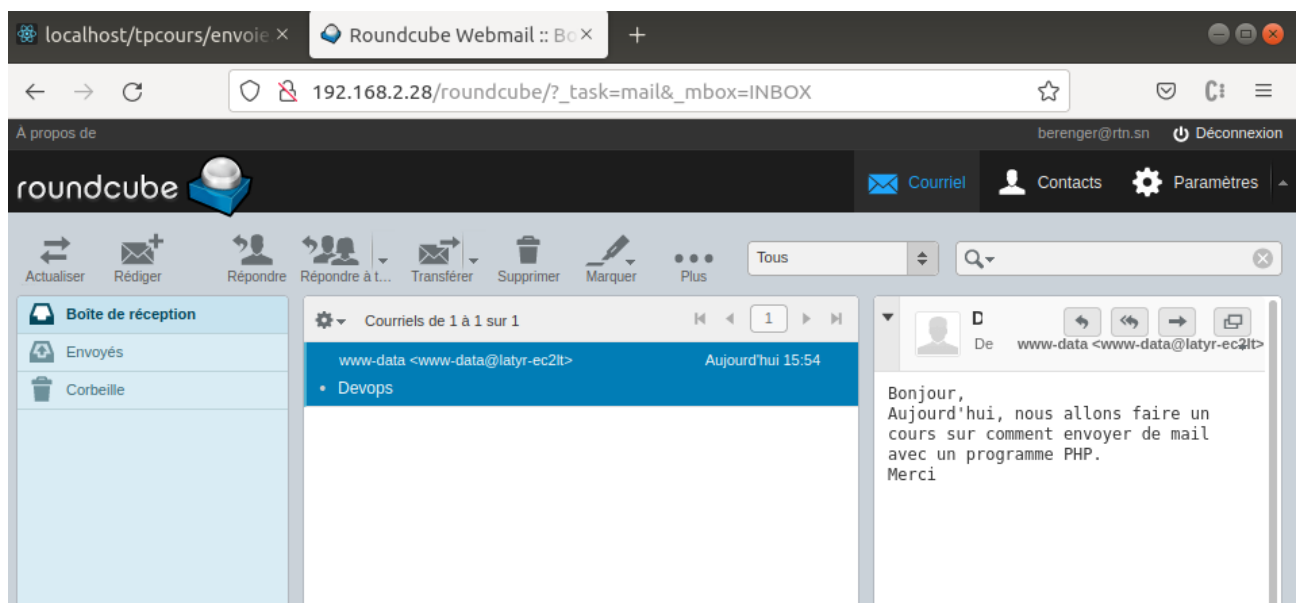 localhost/tpcours/envoie
Roundcube Webmail :: Bo
192.168.2.28/roundcube/?_task=mail&_mbox=INBOX
À propos de
berenger@rtn.sn
Déconnexion
roundcube
Courriel
Contacts
Paramètres
Actualiser
Rédiger
Répondre
Répondre à t...
Transférer
Supprimer
Marquer
Plus
Tous
Boîte de réception
Envoyés
Corbeille
Courriels de 1 à 1 sur 1
1
www-data <www-data@latyr-ec2lt>
Aujourd'hui 15:54
Devops
D
De www-data <www-data@latyr-ec2lt>
Bonjour,
Aujourd'hui, nous allons faire un
cours sur comment envoyer de mail
avec un programme PHP.
Merci